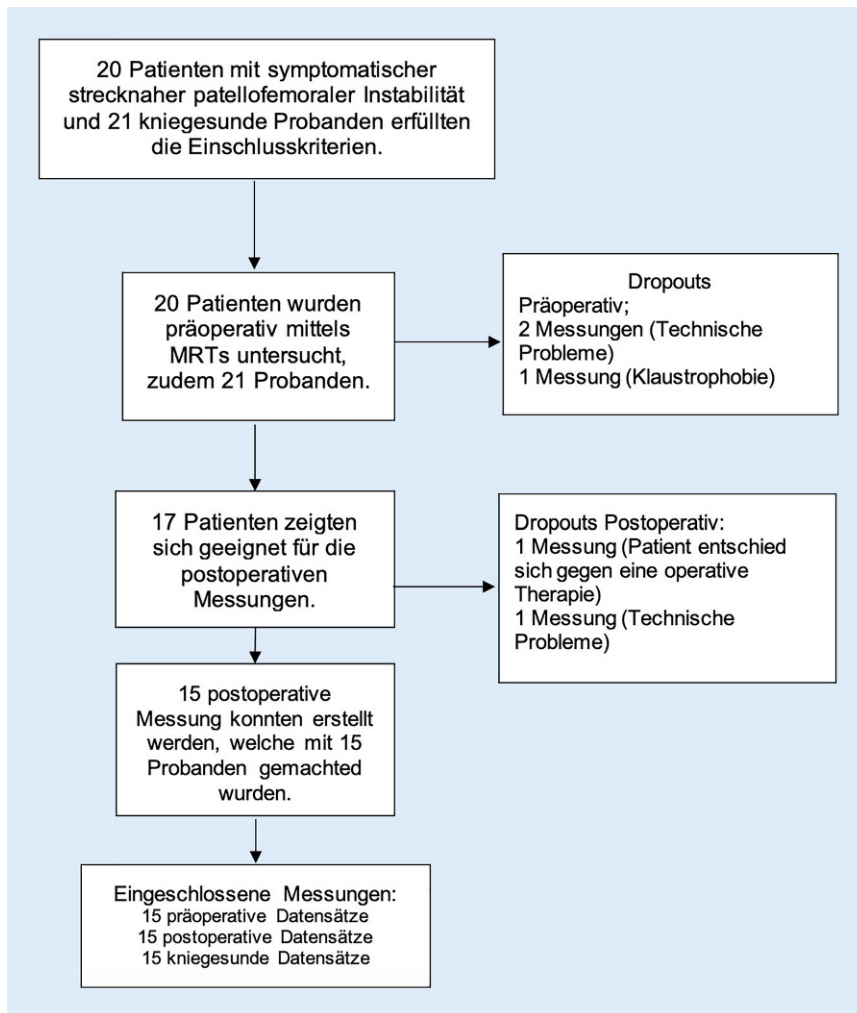 20 Patienten mit symptomatischer
strecknaher patellofemoraler Instabilität
und 21 kniegesunde Probanden erfüllten
die Einschlusskriterien.
20 Patienten wurden
präoperativ mittels
MRTs untersucht,
zudem 21 Probanden.
Dropouts
Präoperativ;
2 Messungen (Technische
Probleme)
1 Messung (Klaustrophobie)
17 Patienten zeigten
sich geeignet für die
postoperativen
Messungen.
Dropouts Postoperativ:
1 Messung (Patient entschied
sich gegen eine operative
Therapie)
1 Messung (Technische
Probleme)
15 postoperative
Messung konnten erstellt
werden, welche mit 15
Probanden gemachted
wurden.
Eingeschlossene Messungen:
15 präoperative Datensätze
15 postoperative Datensätze
15 kniegesunde Datensätze